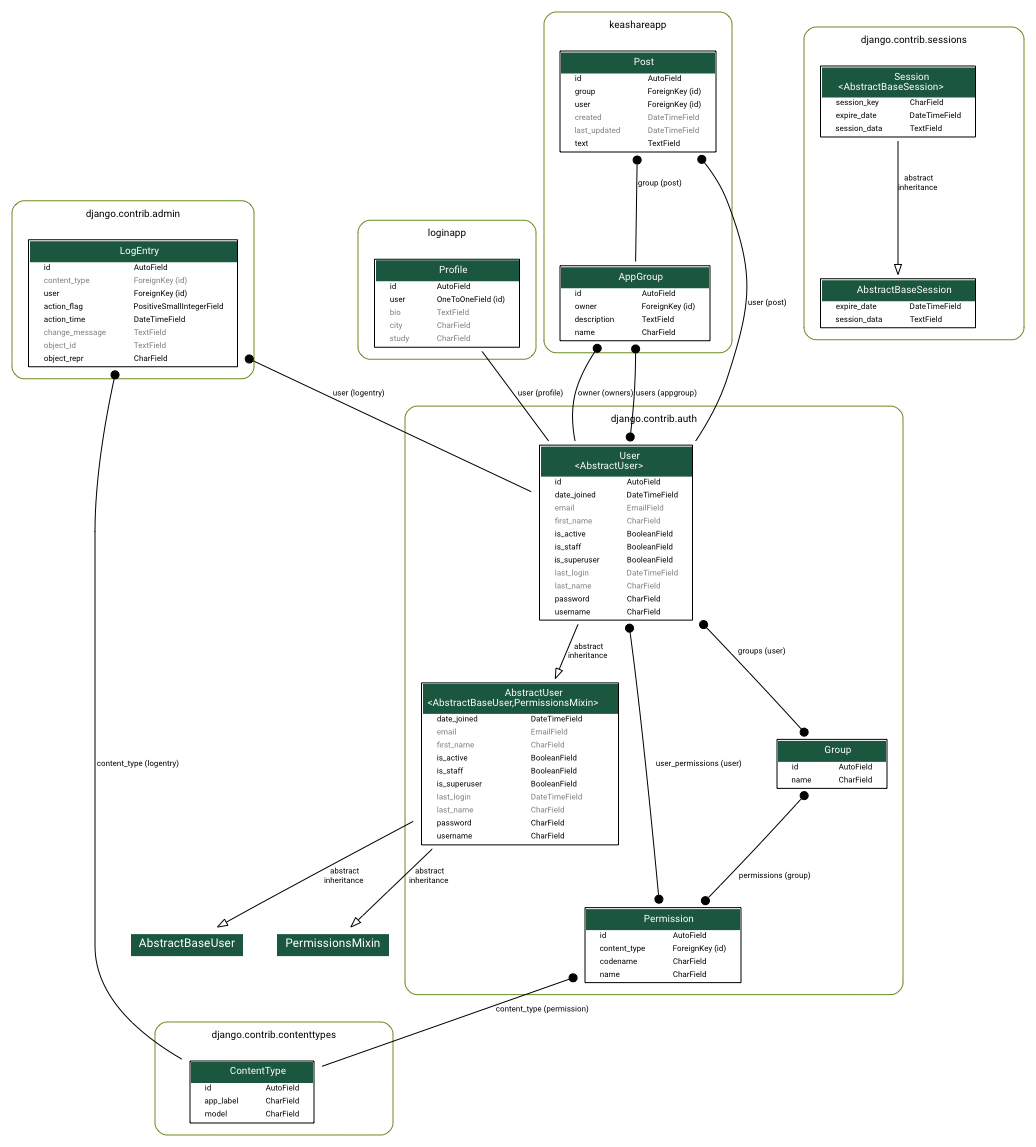 keashareapp
Post
id AutoField
group ForeignKey (id)
user ForeignKey (id)
created DateTimeField
last_updated DateTimeField
text TextField
django.contrib.sessions
Session
<AbstractBaseSession>
session_key CharField
expire_date DateTimeField
session_data TextField
abstract
inheritance
AbstractBaseSession
expire_date DateTimeField
session_data TextField
group (post)
user (post)
AppGroup
id AutoField
owner ForeignKey (id)
description TextField
name CharField
django.contrib.admin
LogEntry
id AutoField
content_type ForeignKey (id)
user ForeignKey (id)
action_flag PositiveSmallIntegerField
action_time DateTimeField
change_message TextField
object_id TextField
object_repr CharField
loginapp
Profile
id AutoField
user OneToOneField (id)
bio TextField
city CharField
study CharField
user (logentry)
user (profile)
owner (owners)
users (appgroup)
django.contrib.auth
User
<AbstractUser>
id AutoField
date_joined DateTimeField
email EmailField
first_name CharField
is_active BooleanField
is_staff BooleanField
is_superuser BooleanField
last_login DateTimeField
last_name CharField
password CharField
username CharField
abstract
inheritance
groups (user)
AbstractUser
<AbstractBaseUser,PermissionsMixin>
date_joined DateTimeField
email EmailField
first_name CharField
is_active BooleanField
is_staff BooleanField
is_superuser BooleanField
last_login DateTimeField
last_name CharField
password CharField
username CharField
content_type (logentry)
user_permissions (user)
Group
id AutoField
name CharField
abstract
inheritance
abstract
inheritance
permissions (group)
AbstractBaseUser
PermissionsMixin
Permission
id AutoField
content_type ForeignKey (id)
codename CharField
name CharField
content_type (permission)
django.contrib.contenttypes
ContentType
id AutoField
app_label CharField
model CharField